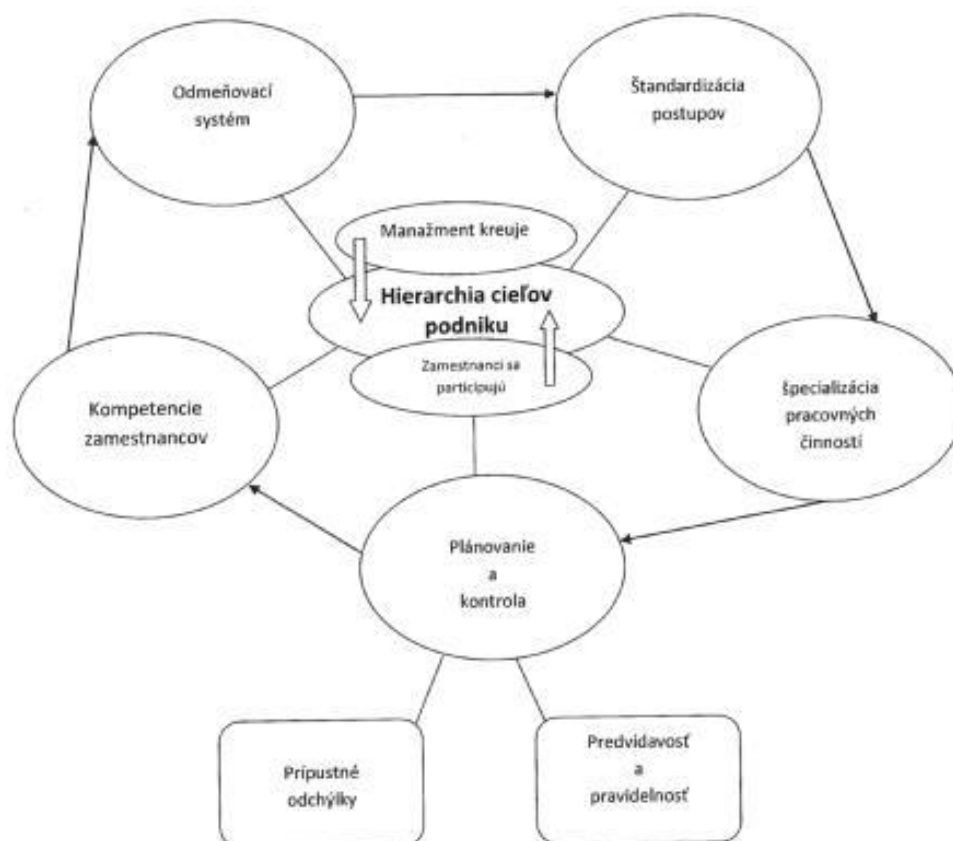 Odmeňovací
systém
Štandardizácia
postupov
Manažment kreuje
Hierarchia cieľov
podniku
Zamestnanci sa
participujú
Kompetencie
zamestnancov
špecializácia
pracovných
činností
Plánovanie
a
kontrola
Prípustné
odchýlky
Predvidavosť
a
pravidelnosť